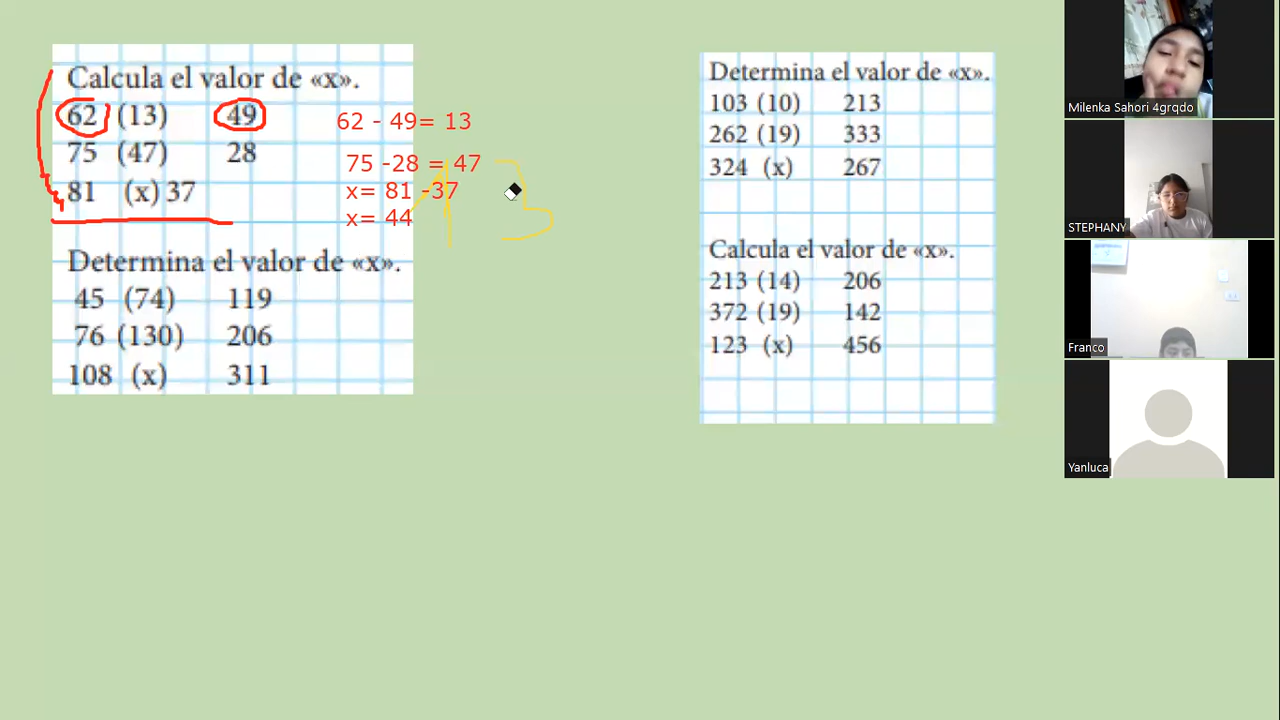 Calcula el valor de «x».
62 (13) 49
75 (47) 28
81 (x) 37
62 - 49= 13
75 -28 = 47
x= 81 -37
x= 44
Determina el valor de «x».
45 (74) 119
76 (130) 206
108 (x) 311
Determina el valor de «x».
103 (10) 213
262 (19) 333
324 (x) 267
Calcula el valor de «x».
213 (14) 206
372 (19) 142
123 (x) 456
Milenka Sahori 4grqdo
STEPHANY
Franco
Yanluca